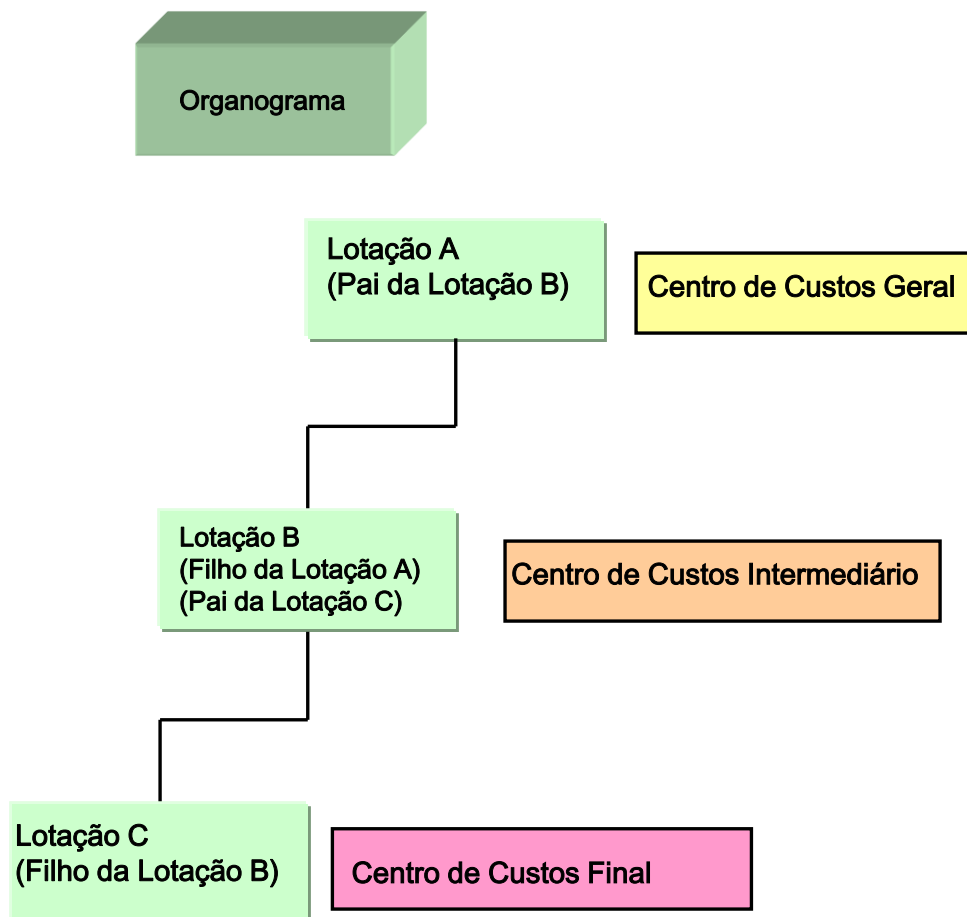 Organograma
Lotação A
(Pai da Lotação B)
Centro de Custos Geral
Lotação B
(Filho da Lotação A)
(Pai da Lotação C)
Centro de Custos Intermediárío
Lotação C
(Filho da Lotação B)
Centro de Custos Final